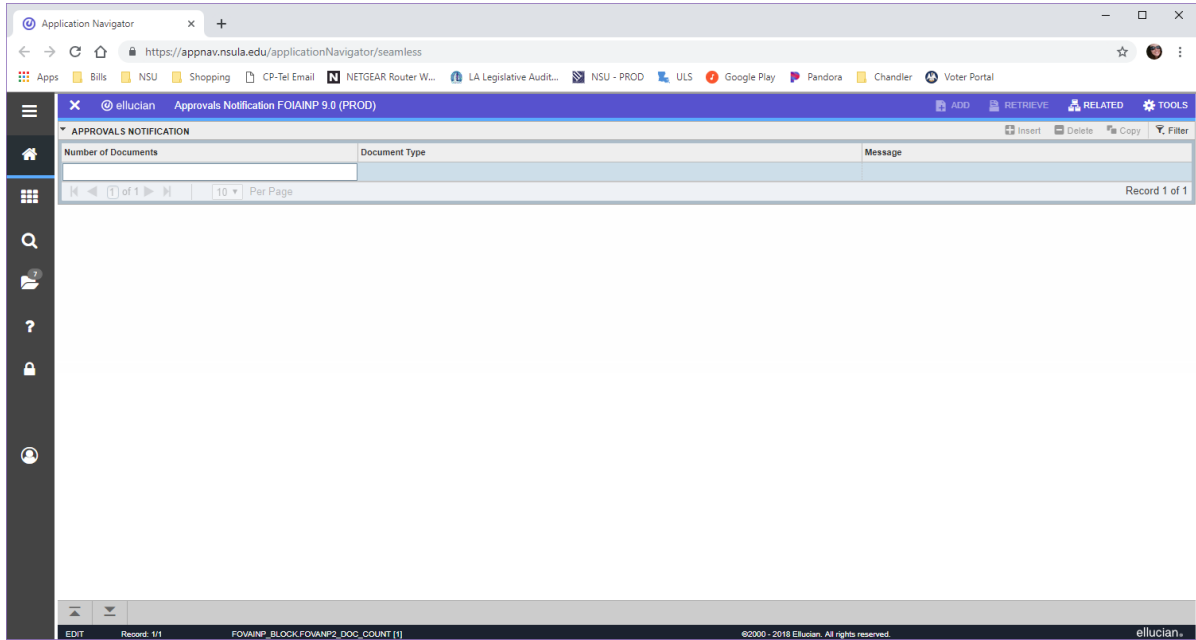 Application Navigator
https://appnav.nsula.edu/applicationNavigator/seamless
Apps Bills NSU Shopping CP-Tel Email NETGEAR Router W... LA Legislative Audit... NSU - PROD ULS Google Play Pandora Chandler Voter Portal
ellucian Approvals Notification FOIAINP 9.0 (PROD) ADD RETRIEVE RELATED TOOLS
APPROVALS NOTIFICATION Insert Delete Copy Filter
Number of Documents Document Type Message
1 of 1 10 Per Page Record 1 of 1
7
?
EDIT Record: 1/1 FOVAINP_BLOCK.FOVANP2_DOC_COUNT [1] ©2000 - 2018 Ellucian. All rights reserved. ellucian.